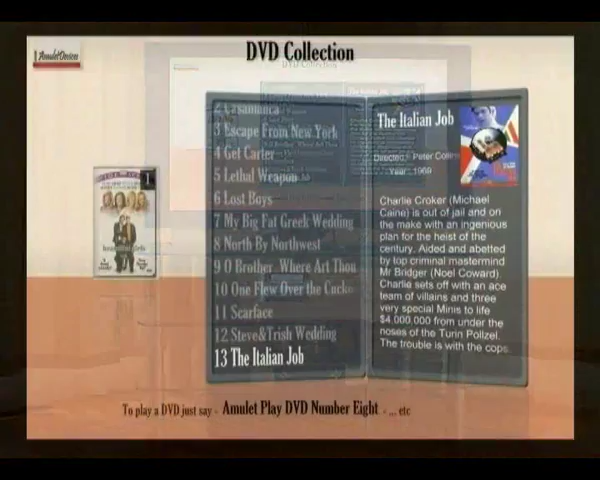 AmuletDevices
DVD Collection
2 Casablanca
3 Escape From New York
4 Get Carter
5 Lethal Weapon
6 Lost Boys
7 My Big Fat Greek Wedding
8 North By Northwest
9 O Brother Where Art Thou
10 One Flew Over the Cucko
11 Scarface
12 Steve&Trish Wedding
13 The Italian Job
The Italian Job
Directed: Peter Collin
Year: 1969
Charlie Croker (Michael
Caine) is out of jail and on
the make with an ingenious
plan for the heist of the
century. Aided and abetted
by top criminal mastermind
Mr Bridger (Noel Coward).
Charlie sets off with an ace
team of villains and three
very special Minis to life
$4,000,000 from under the
noses of the Turin Polizei.
The trouble is with the cops
To play a DVD just say - Amulet Play DVD Number Eight - ... etc